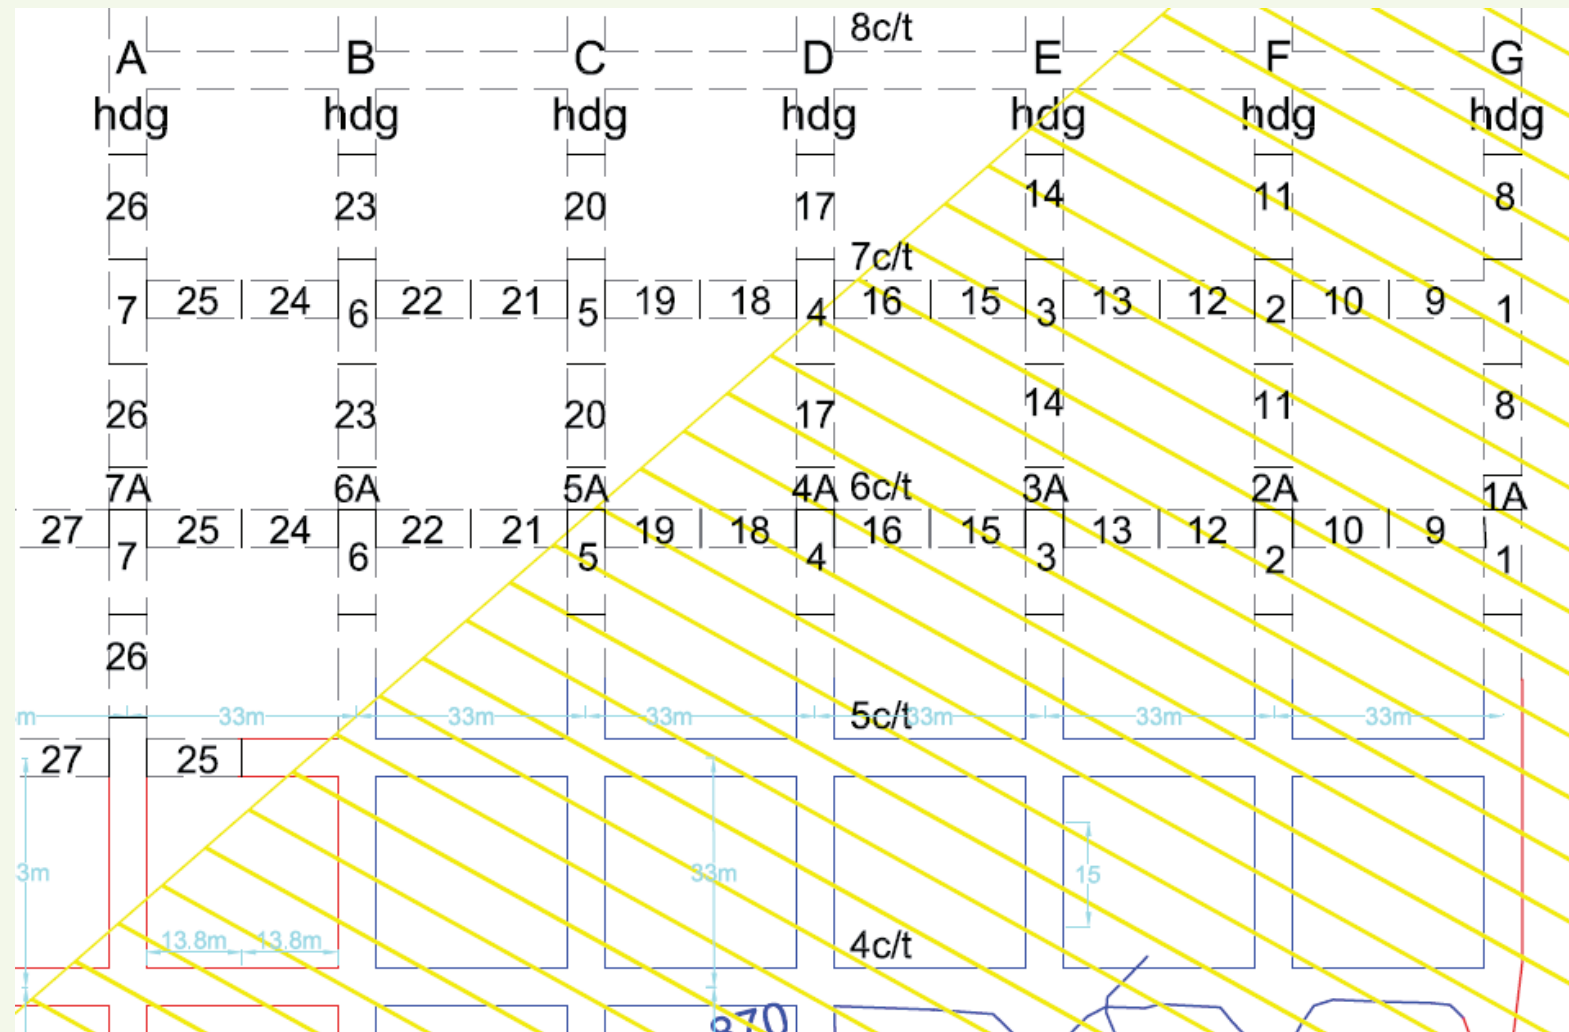 8c/t
A B C D E F G
hdg hdg hdg hdg hdg hdg hdg
26 23 20 17 14 11 8
7c/t
7 25 24 6 22 21 5 19 18 4 16 15 3 13 12 2 10 9 1
26 23 20 17 14 11 8
7A 6A 5A 4A 6c/t 3A 2A 1A
27 25 24 22 21 19 18 16 15 13 12 10 9
7 6 5 4 3 2 1
26
m 33m 33m 33m 5c/t 33m 33m 33m
27 25
3m 33m 15
13.8m 13.8m 4c/t
870